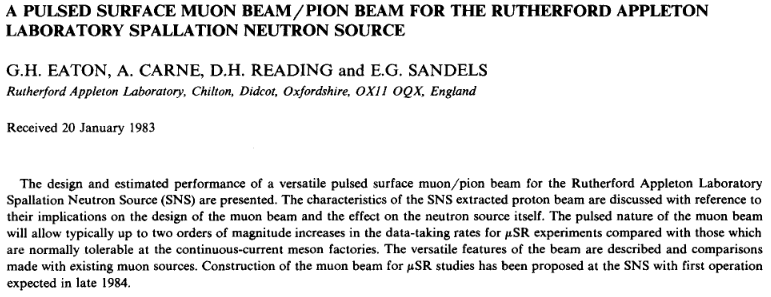 A PULSED SURFACE MUON BEAM/PION BEAM FOR THE RUTHERFORD APPLETON
LABORATORY SPALLATION NEUTRON SOURCE
G.H. EATON, A. CARNE, D.H. READING and E.G. SANDELS
Rutherford Appleton Laboratory, Chilton, Didcot, Oxfordshire, OX11 OQX, England
Received 20 January 1983
The design and estimated performance of a versatile pulsed surface muon/pion beam for the Rutherford Appleton Laboratory
Spallation Neutron Source (SNS) are presented. The characteristics of the SNS extracted proton beam are discussed with reference to
their implications on the design of the muon beam and the effect on the neutron source itself. The pulsed nature of the muon beam
will allow typically up to two orders of magnitude increases in the data-taking rates for μSR experiments compared with those which
are normally tolerable at the continuous-current meson factories. The versatile features of the beam are described and comparisons
made with existing muon sources. Construction of the muon beam for μSR studies has been proposed at the SNS with first operation
expected in late 1984.